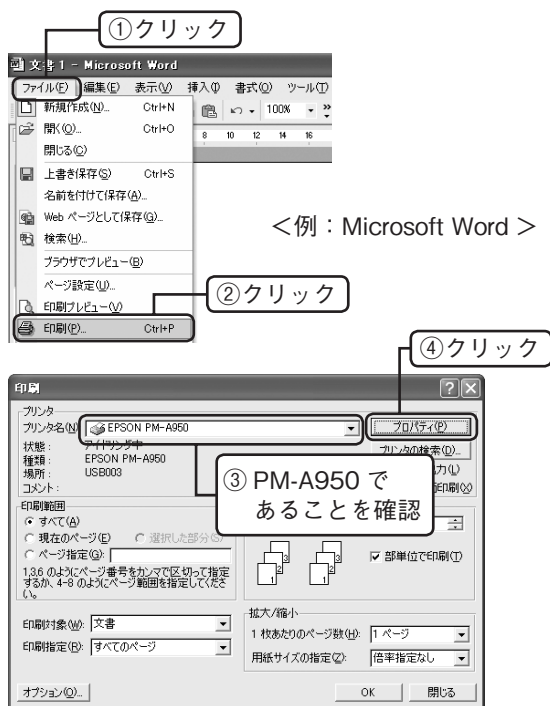 ①クリック
文書 1 - Microsoft Word
ファイル(F) 編集(E) 表示(V) 挿入(I) 書式(O) ツール(T)
新規作成(N)... Ctrl+N
100%
開く(O)... Ctrl+O
8 10 12 14 16
閉じる(C)
上書き保存(S) Ctrl+S
名前を付けて保存(A)...
Web ページとして保存(G)...
検索(H)...
<例：Microsoft Word >
ブラウザでプレビュー(B)
ページ設定(U)...
②クリック
印刷プレビュー(V)
印刷(P)... Ctrl+P
④クリック
印刷
プリンタ
プリンタ名(N): EPSON PM-A950 プロパティ(P)
状態: アイドリング中 プリンタの検索(D)...
種類: EPSON PM-A950
場所: USB003
コメント:
③ PM-A950 で
あることを確認
印刷範囲
すべて(A)
現在のページ(E) 選択した部分(S)
ページ指定(G):
部単位で印刷(T)
1,3,6 のようにページ番号をカンマで区切って指定
するか、4-8 のようにページ範囲を指定してくださ
い。
拡大/縮小
印刷対象(W): 文書
1 枚あたりのページ数(H): 1 ページ
印刷指定(R): すべてのページ
用紙サイズの指定(Z): 倍率指定なし
オプション(O)... OK 閉じる